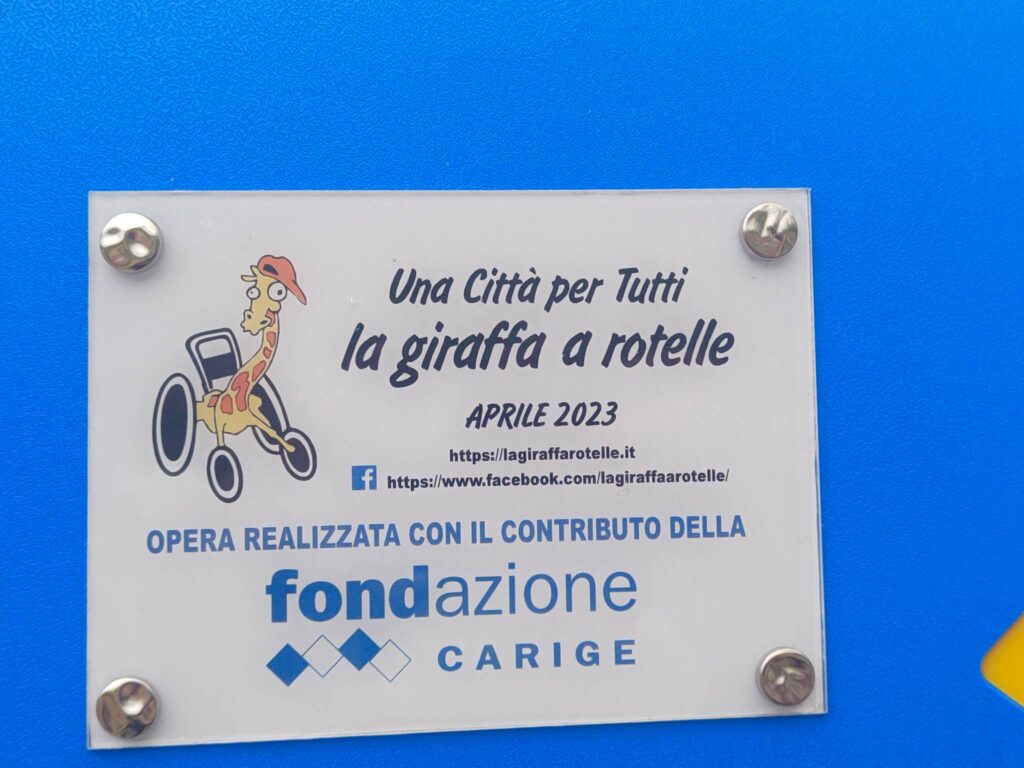 Una Città per Tutti
la giraffa a rotelle
APRILE 2023
https://lagiraffarotelle.it
https://www.facebook.com/lagiraffaarotelle/
OPERA REALIZZATA CON IL CONTRIBUTO DELLA
fondazione
CARIGE